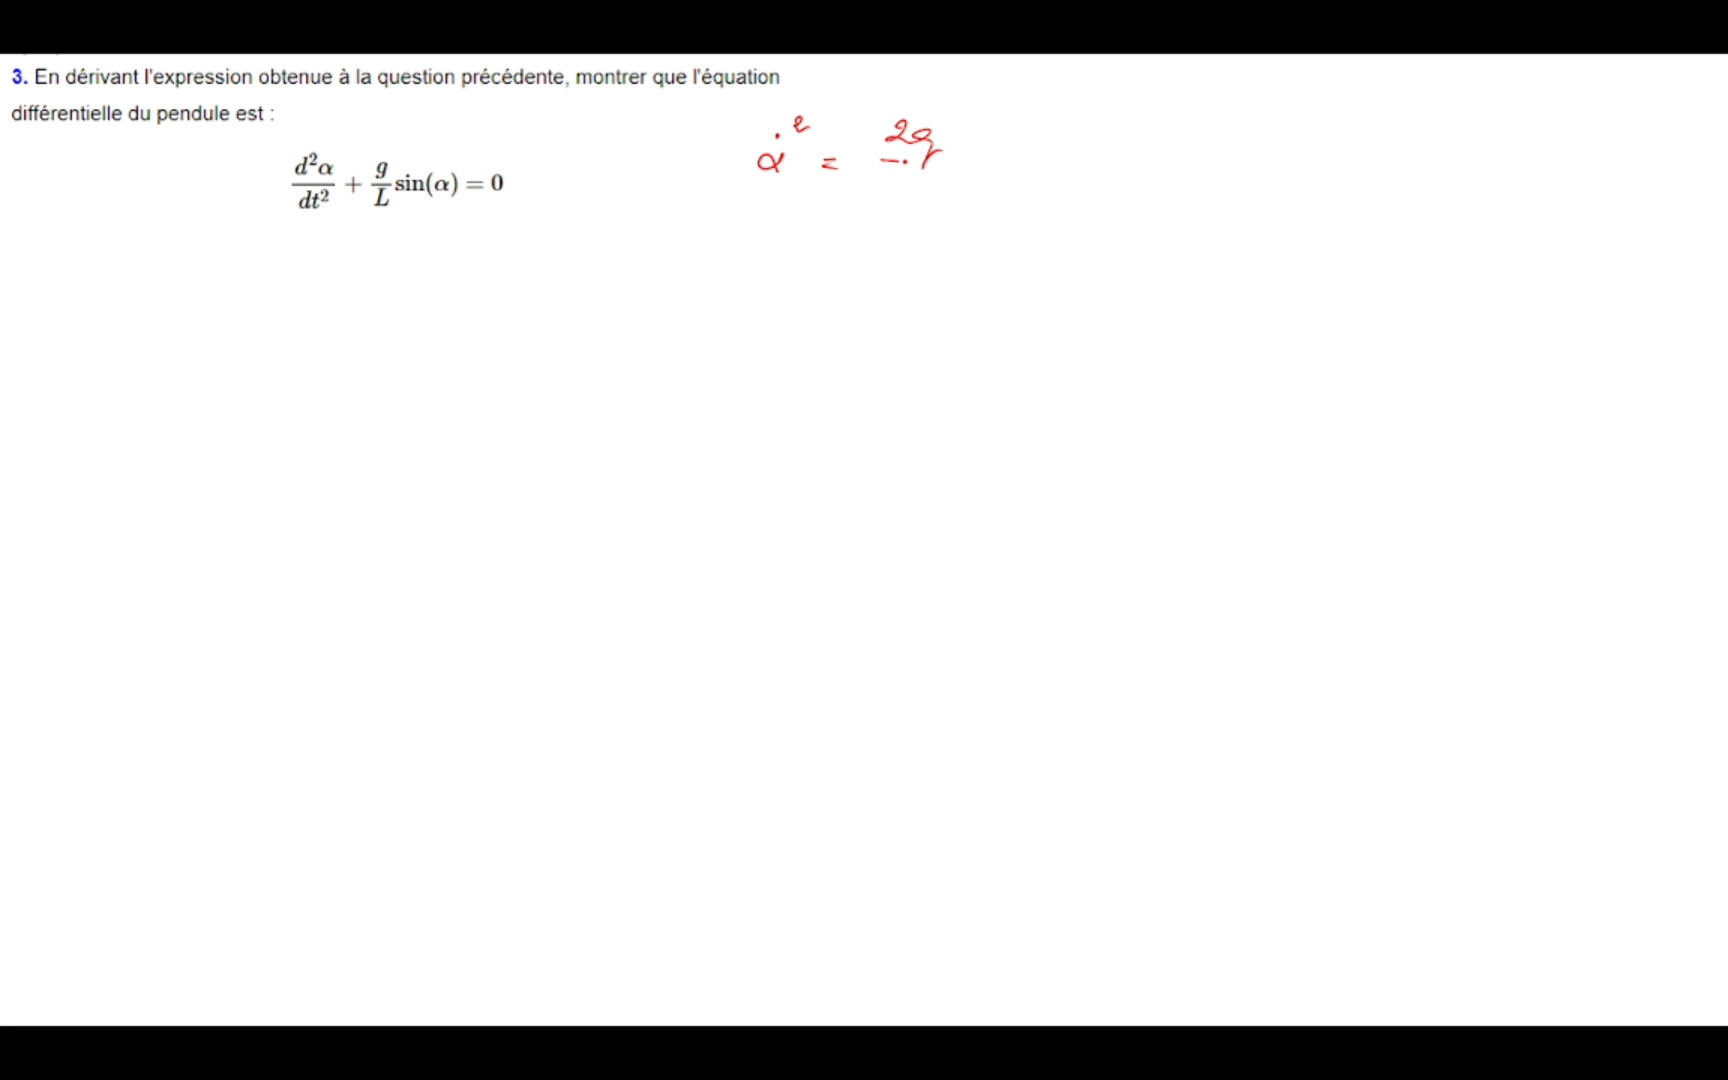 3. En dérivant l'expression obtenue à la question précédente, montrer que l'équation
différentielle du pendule est :
d²α/dt² + g/L sin(α) = 0
α̇² = 2g